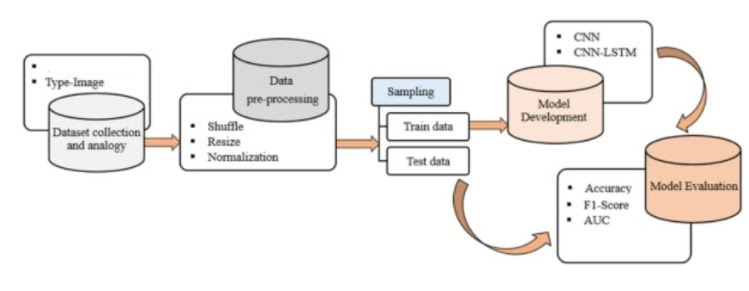 ▪
▪ Type-Image
Dataset collection
and analogy
Data
pre-processing
▪ Shuffle
▪ Resize
▪ Normalization
Sampling
Train data
Test data
▪ CNN
▪ CNN-LSTM
Model
Development
Model Evaluation
▪ Accuracy
▪ F1-Score
▪ AUC